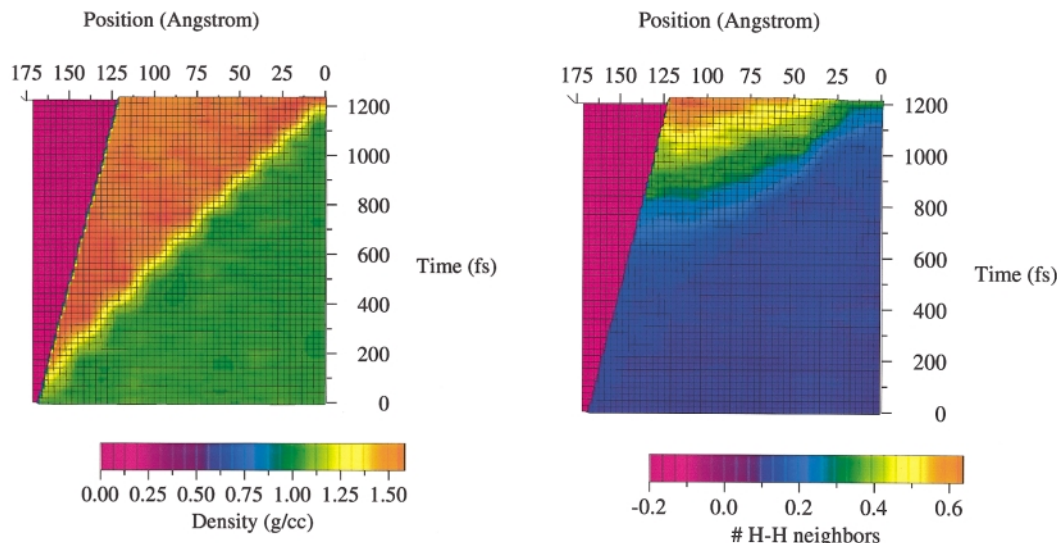 Position (Angstrom)
175 150 125 100 75 50 25 0
1200
1000
800
600
400
200
0
Time (fs)
0.00 0.25 0.75 1.00 1.25 1.50
Density (g/cc)
Position (Angstrom)
175 150 125 100 75 50 25 0
1200
1000
800
600
400
200
0
Time (fs)
-0.2 0.0 0.2 0.4 0.6
# H-H neighbors